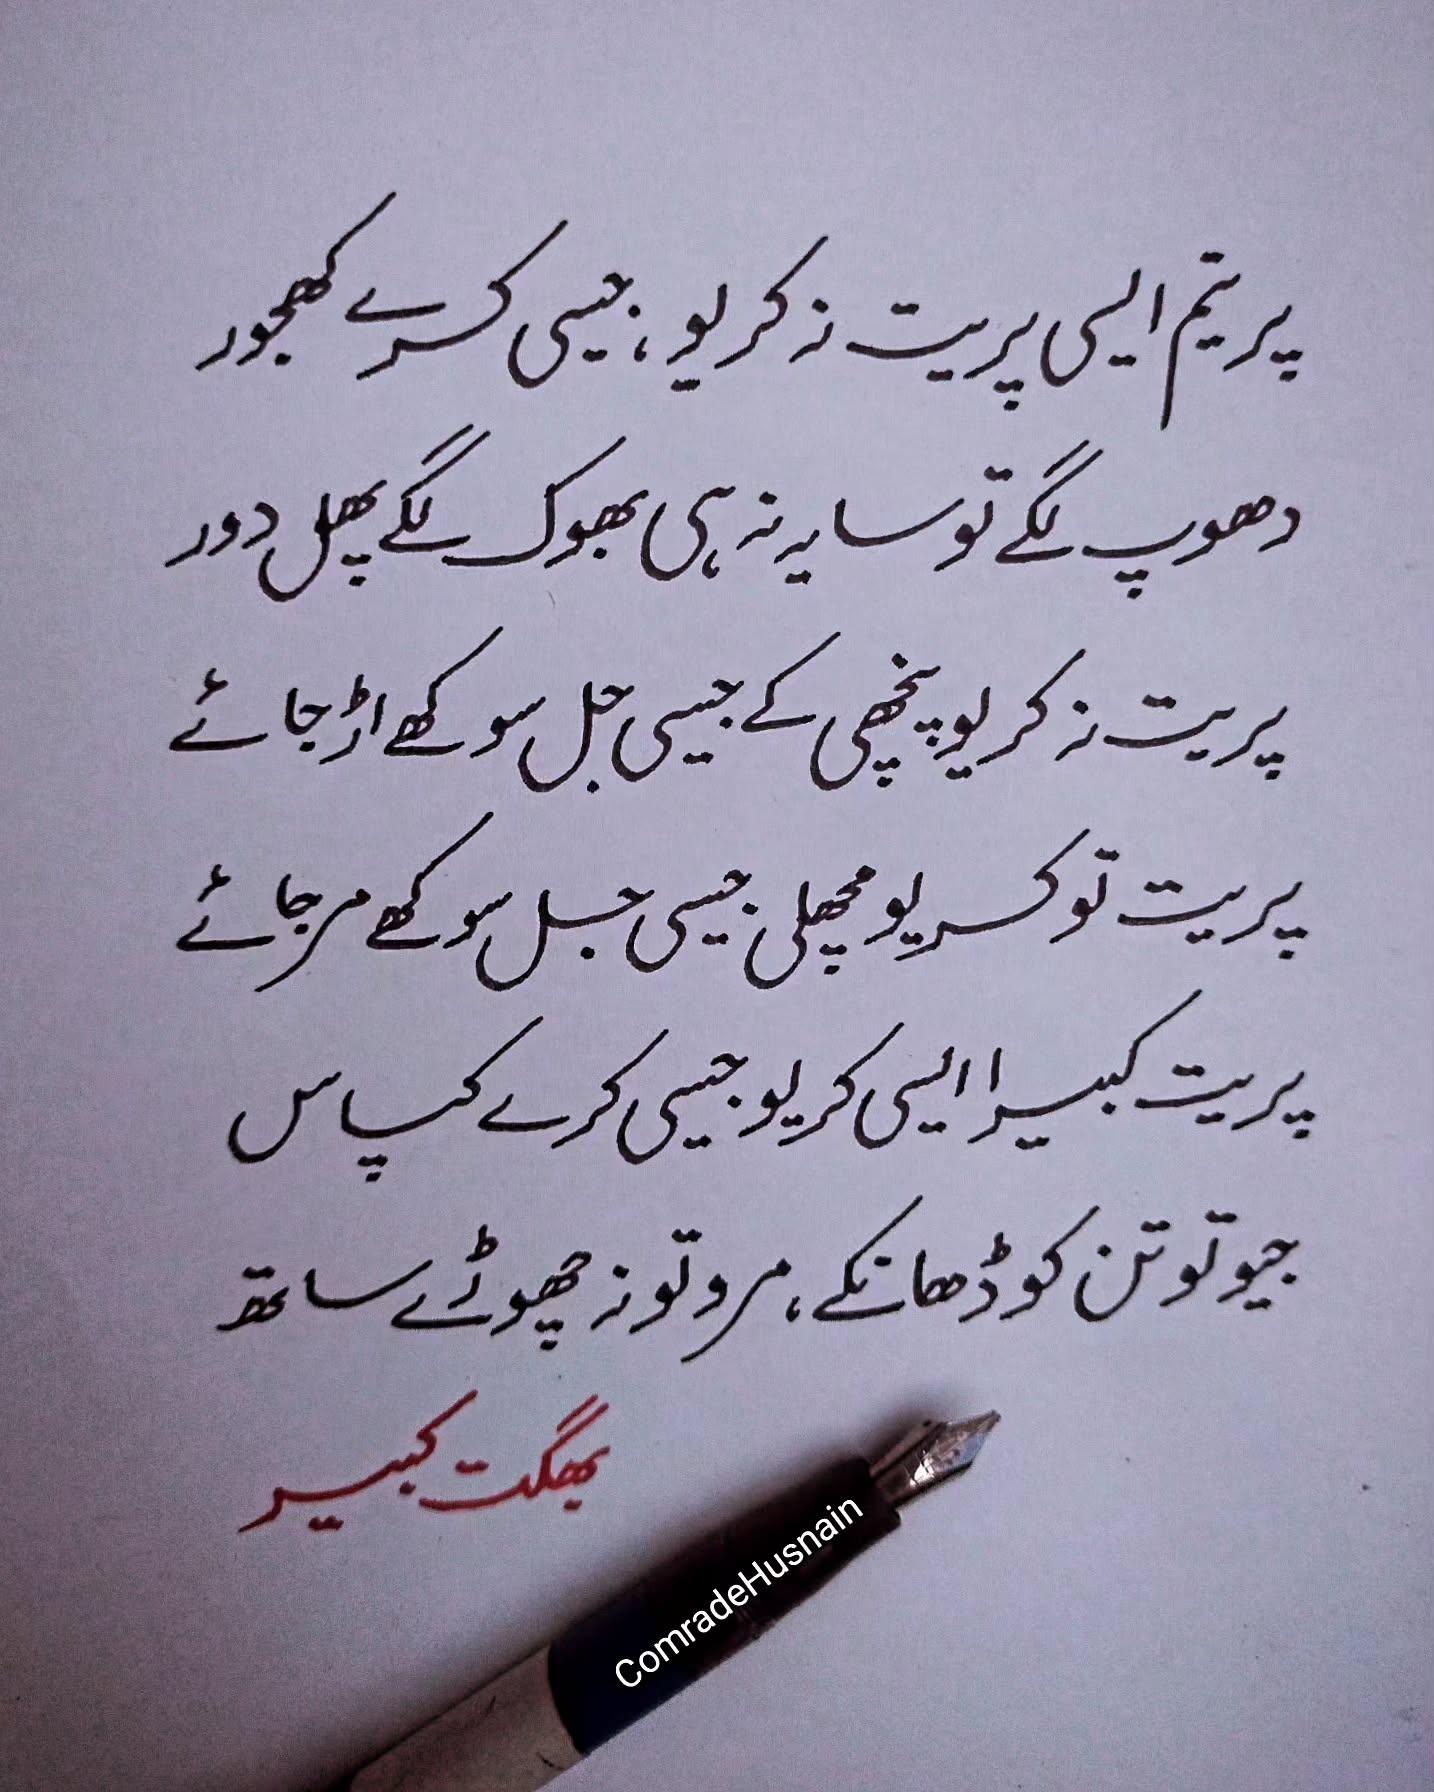 پریتم ایسی پریت نہ کریو، جیسی کرے کھجور
دھوپ لگے تو سایہ نہ ہی بھوک لگے پھل دور
پریت نہ کریو پنچھی کے جیسی جل سوکھے اڑ جائے
پریت تو کریو مچھلی جیسی جل سوکھے مر جائے
پریت کبیرا ایسی کریو جیسی کرے کپاس
جیو تو تن کو ڈھانکے، مرو تو نہ چھوڑے ساتھ
بھگت کبیر
ComradeHusnain